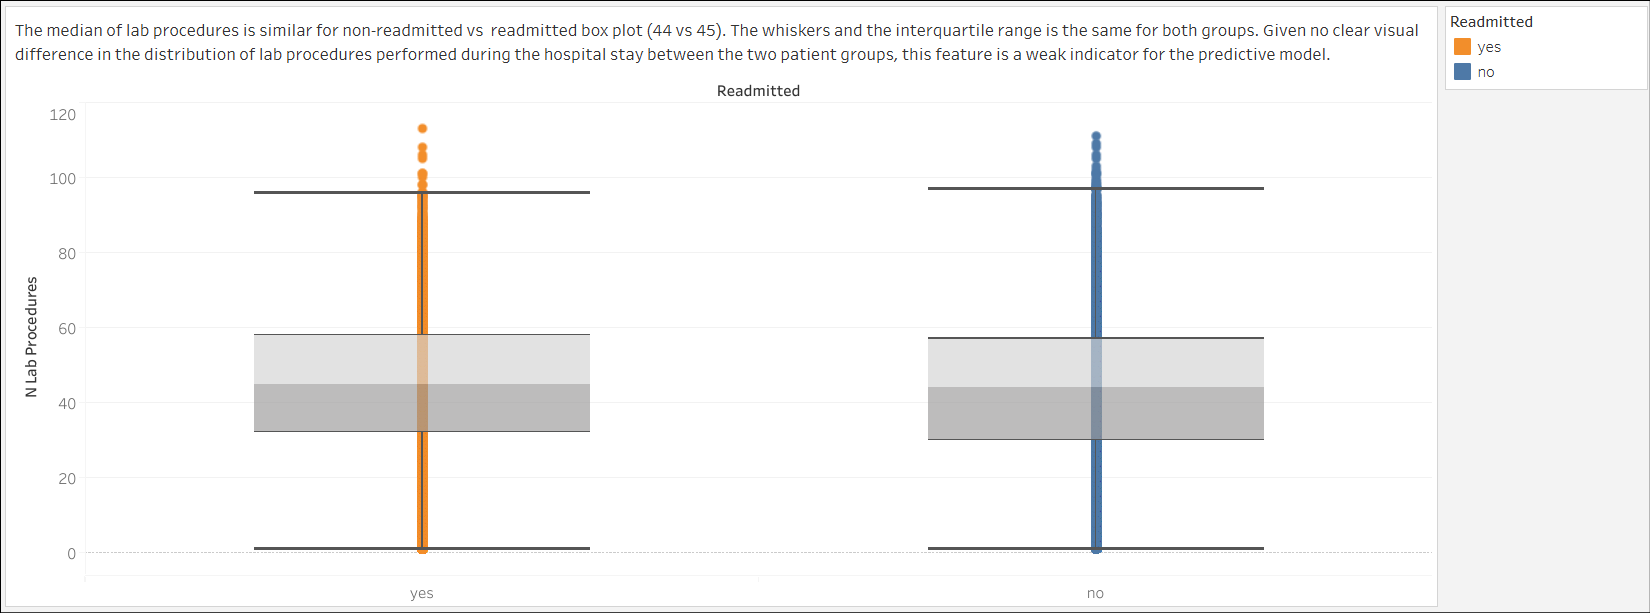 The median of lab procedures is similar for non-readmitted vs  readmitted box plot (44 vs 45). The whiskers and the interquartile range is the same for both groups. Given no clear visual
difference in the distribution of lab procedures performed during the hospital stay between the two patient groups, this feature is a weak indicator for the predictive model.
Readmitted
yes
no
Readmitted
N Lab Procedures
120
100
80
60
40
20
0
yes
no